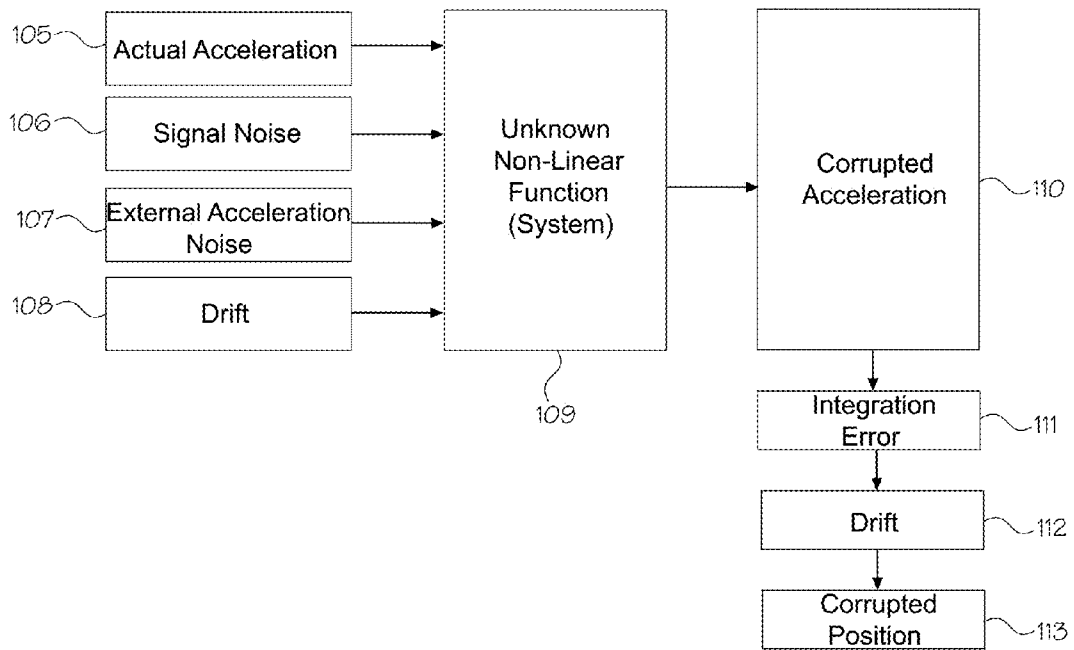 105
Actual Acceleration
106
Signal Noise
107
External Acceleration
Noise
108
Drift
Unknown
Non-Linear
Function
(System)
109
Corrupted
Acceleration
110
Integration
Error
111
Drift
112
Corrupted
Position
113